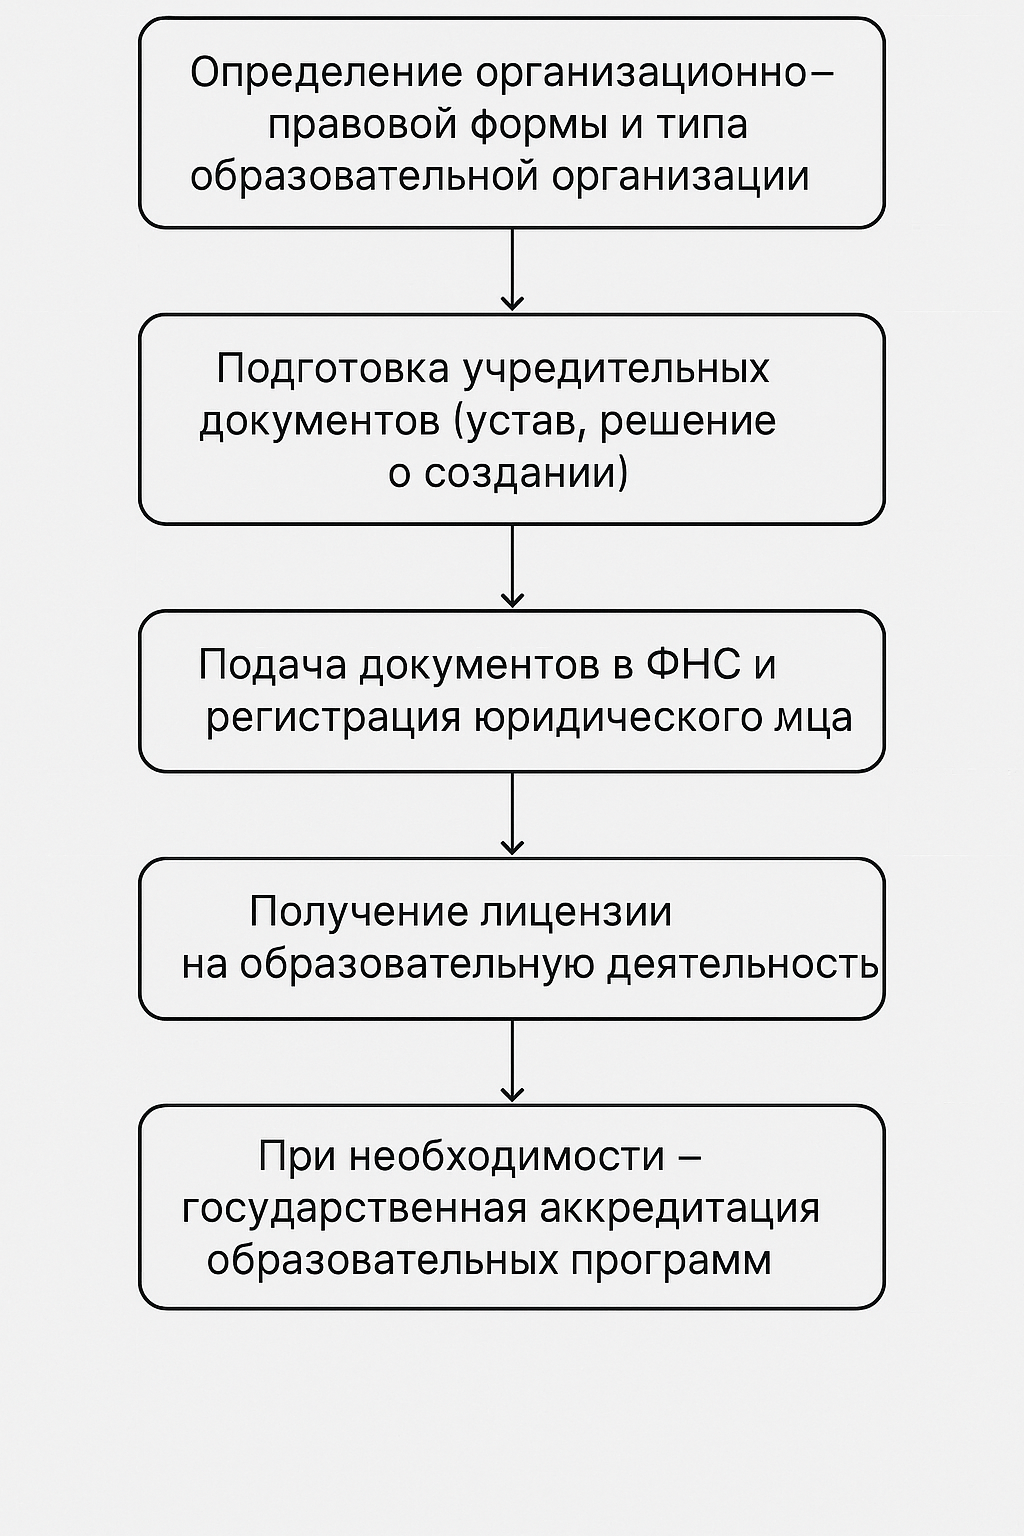 Определение организационно–
правовой формы и типа
образовательной организации
Подготовка учредительных
документов (устав, решение
о создании)
Подача документов в ФНС и
регистрация юридического мца
Получение лицензии
на образовательную деятельность
При необходимости –
государственная аккредитация
образовательных программ